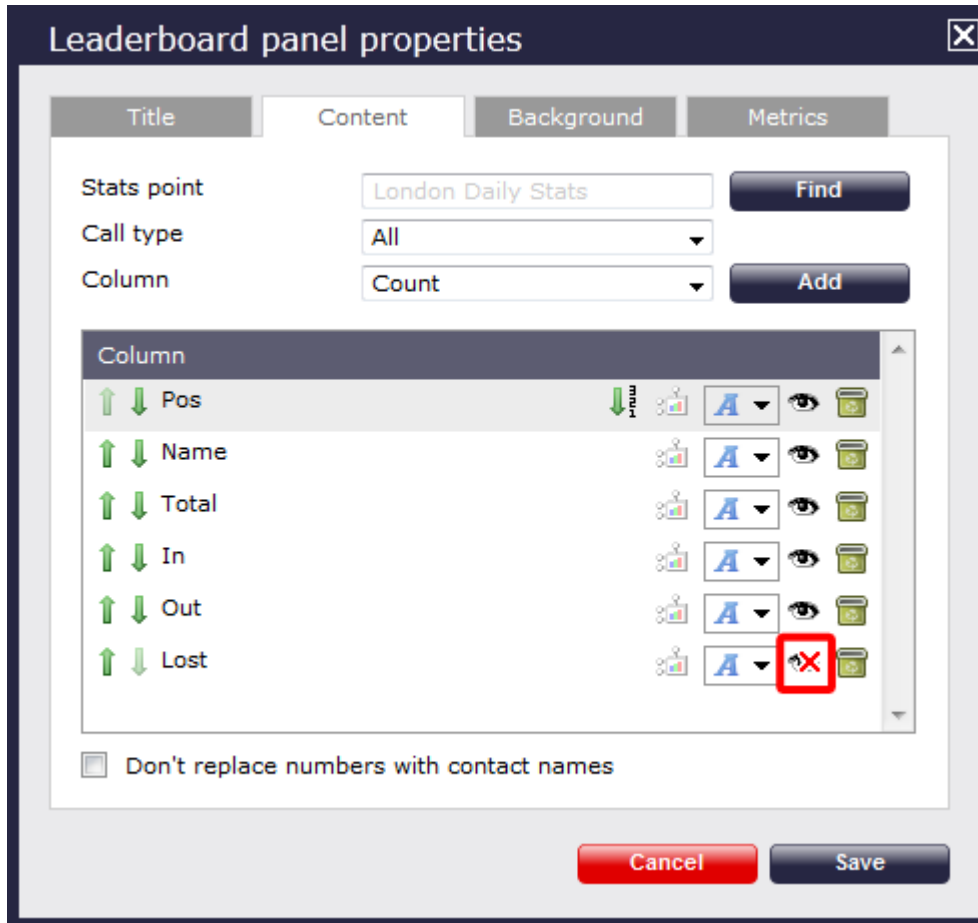 Leaderboard panel properties
Title Content Background Metrics
Stats point London Daily Stats Find
Call type All
Column Count Add
Column
Pos
Name
Total
In
Out
Lost
Don't replace numbers with contact names
Cancel Save